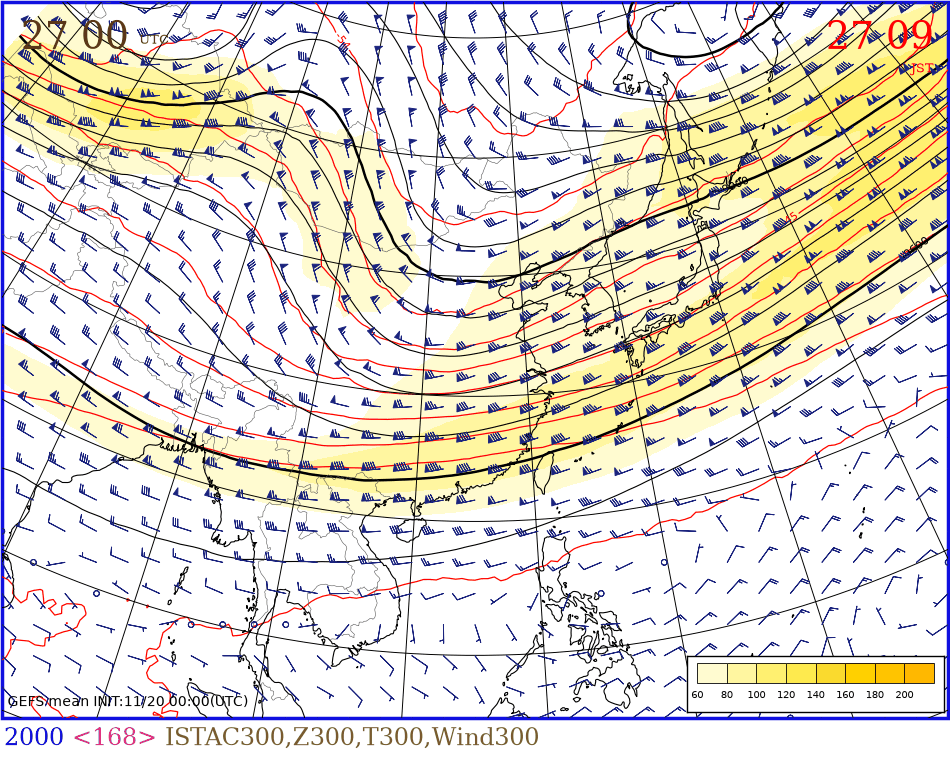 27 00 UTC
27 09
JST
-45
9600
GEFS/mean INIT:11/20 00:00(UTC)
60 80 100 120 140 160 180 200
2000 <168> ISTAC300,Z300,T300,Wind300